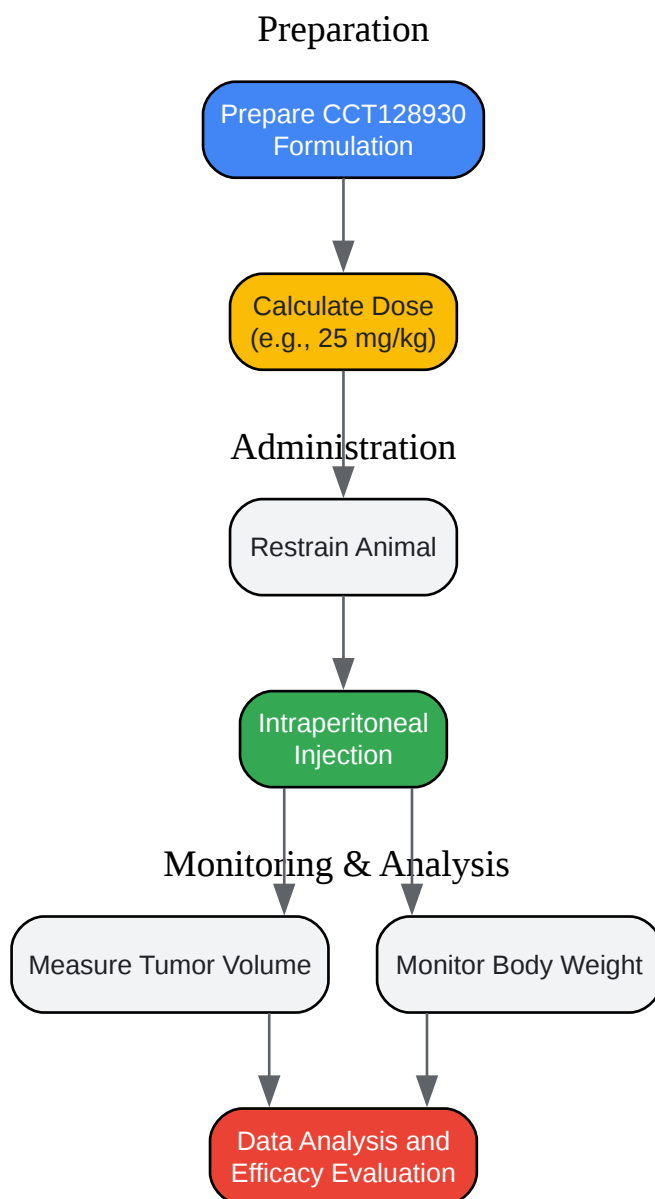 Preparation
Prepare CCT128930
Formulation
Calculate Dose
(e.g., 25 mg/kg)
Administration
Restrain Animal
Intraperitoneal
Injection
Monitoring & Analysis
Measure Tumor Volume
Monitor Body Weight
Data Analysis and
Efficacy Evaluation